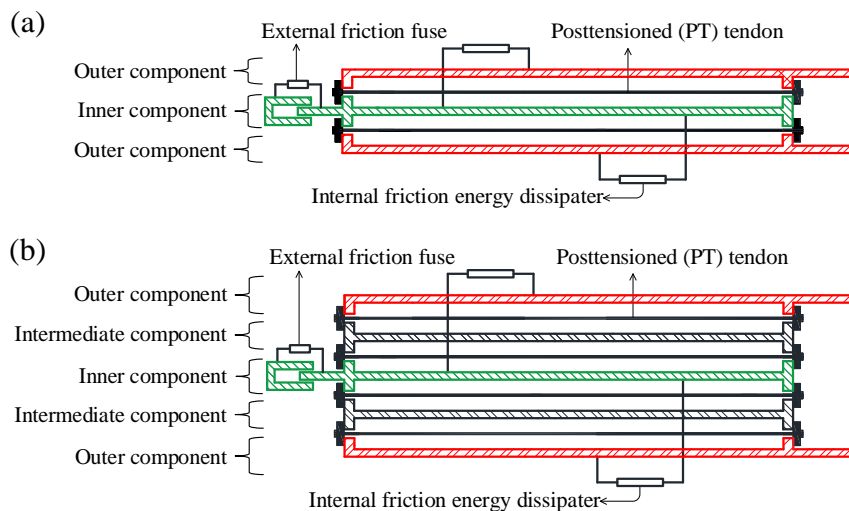 (a)
External friction fuse
Posttensioned (PT) tendon
Outer component
Inner component
Outer component
Internal friction energy dissipater
(b)
External friction fuse
Posttensioned (PT) tendon
Outer component
Intermediate component
Inner component
Intermediate component
Outer component
Internal friction energy dissipater